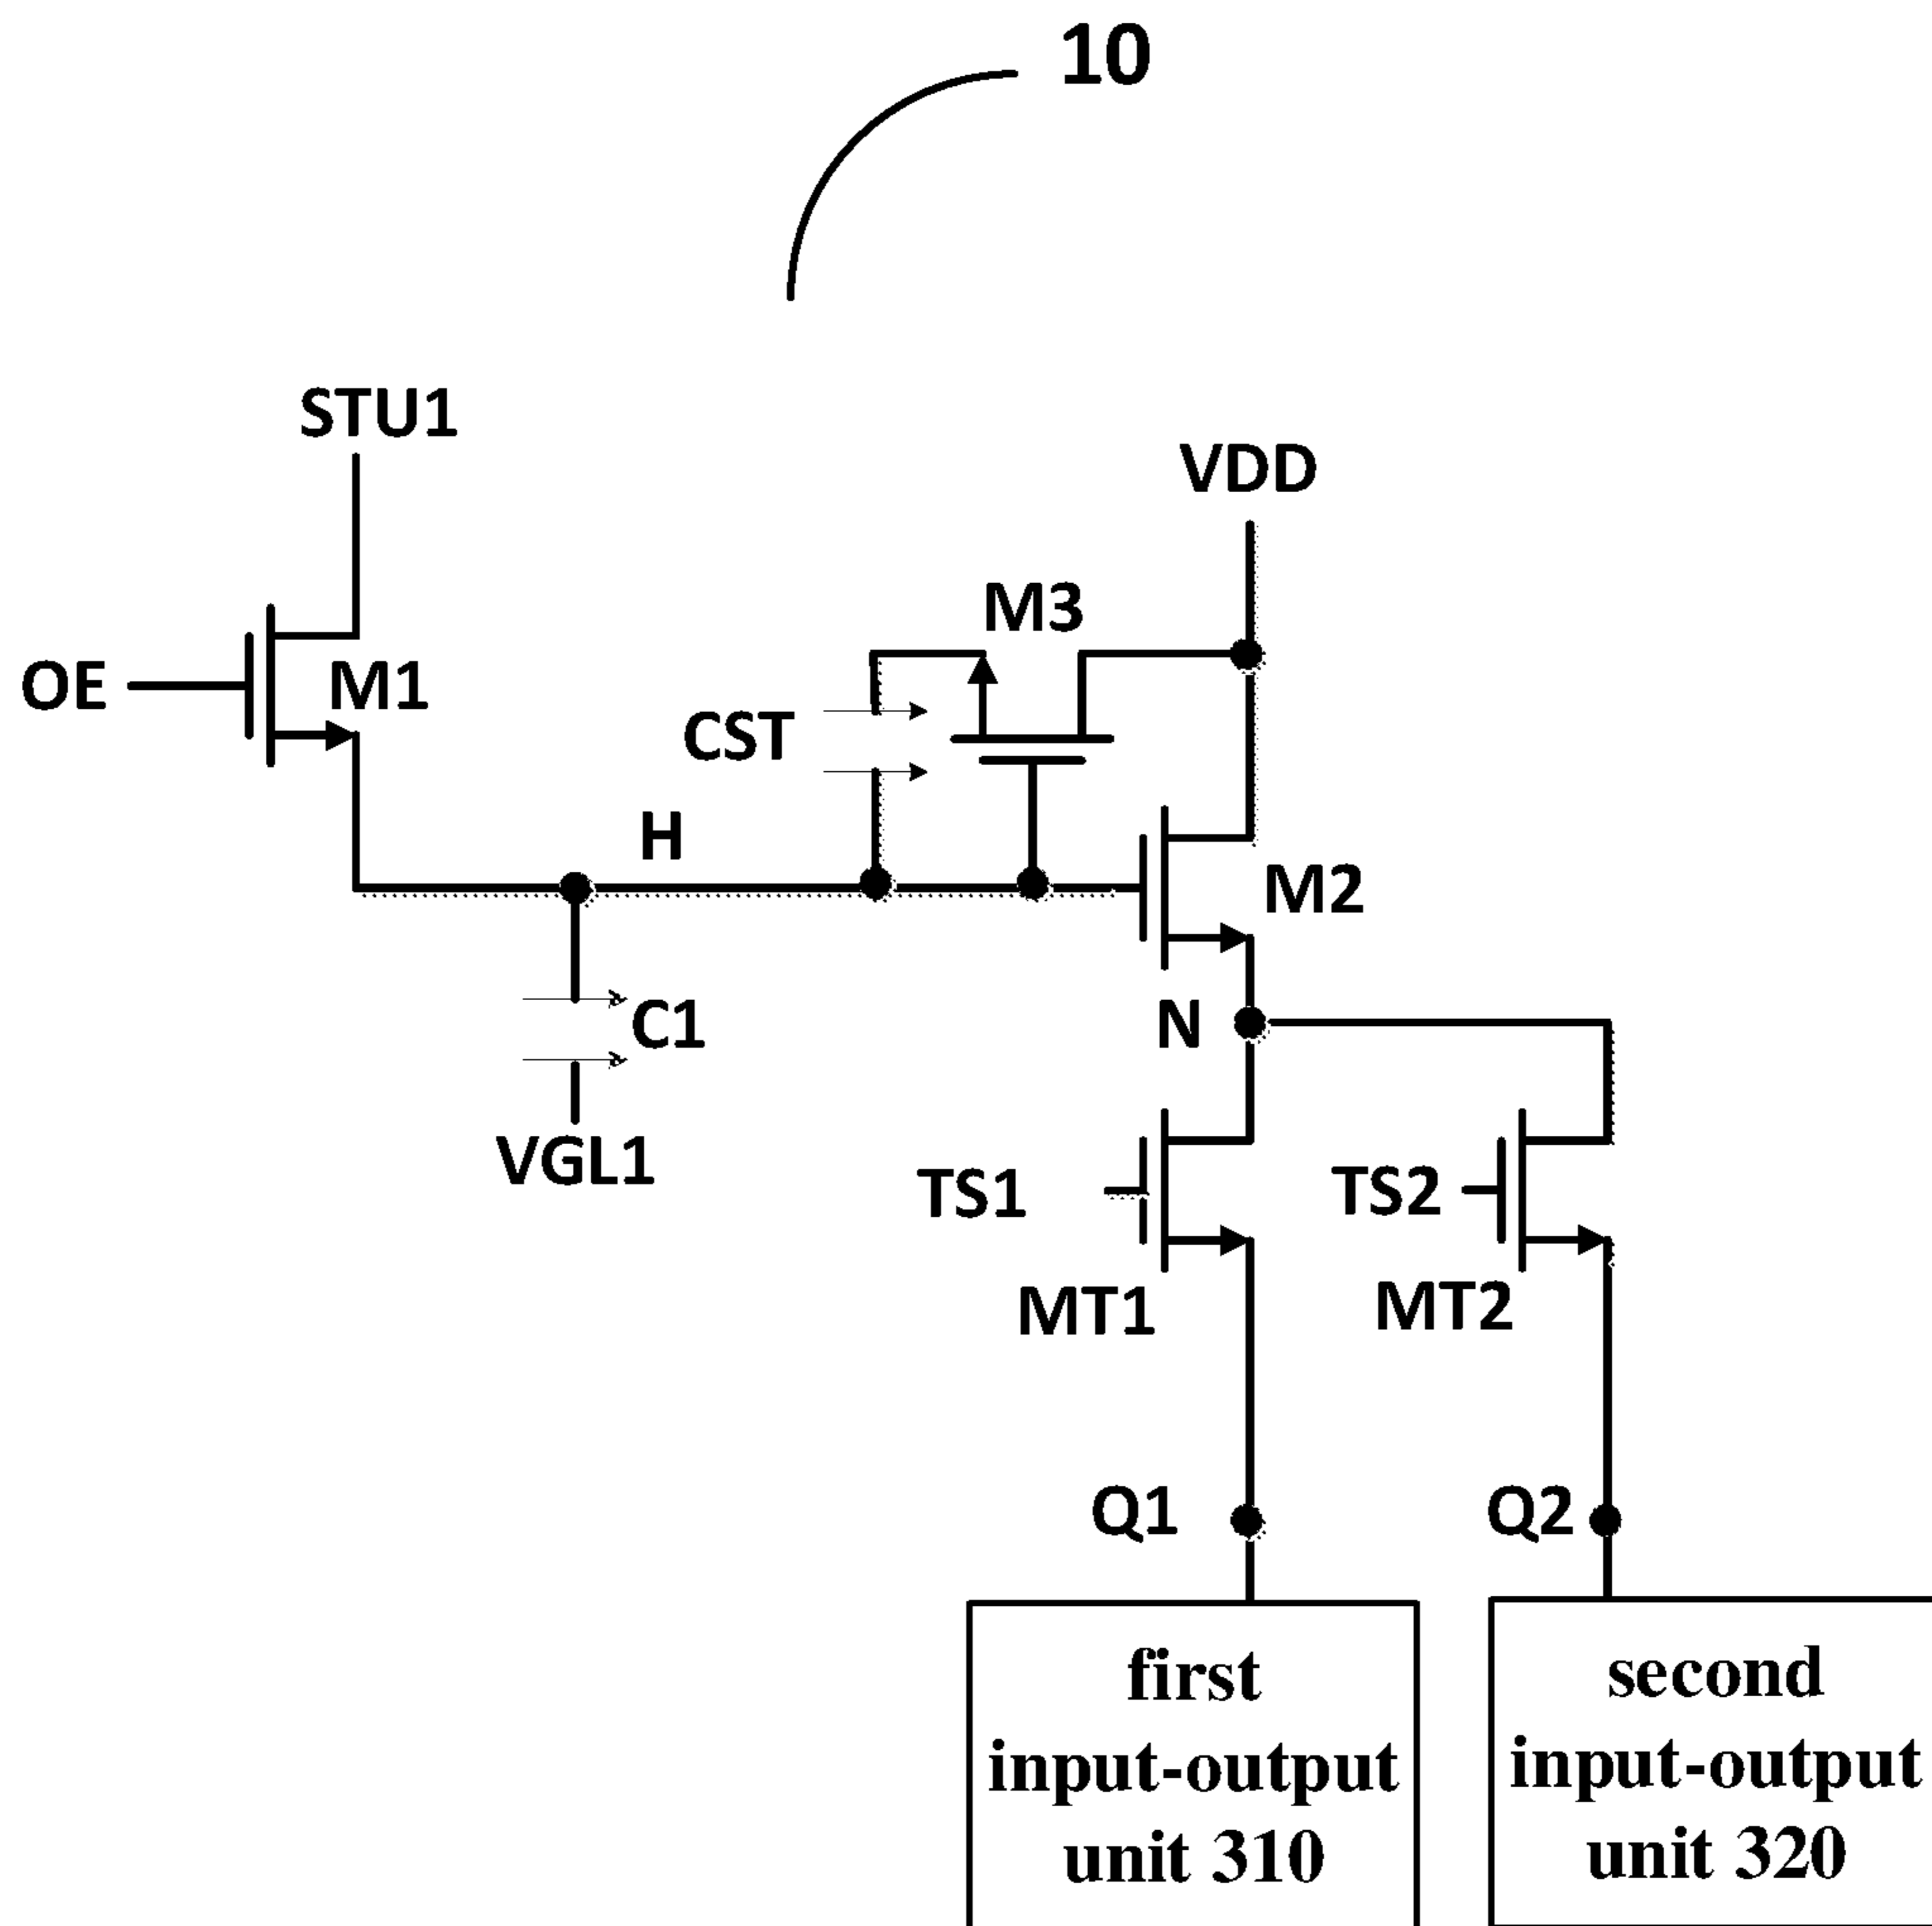 10
STU1
VDD
M3
OE
M1
CST
H
M2
N
C1
VGL1
TS1
TS2
MT1
MT2
Q1
Q2
first
input-output
unit 310
second
input-output
unit 320